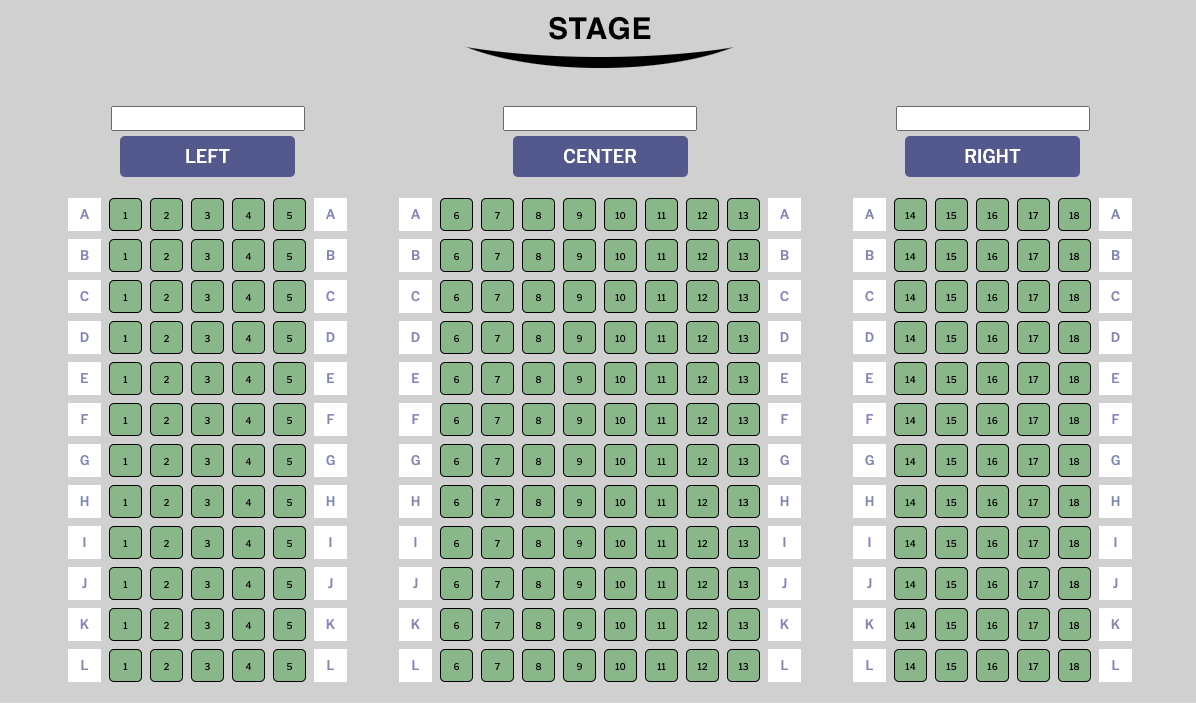 STAGE
LEFT CENTER RIGHT
A 1 2 3 4 5 A A 6 7 8 9 10 11 12 13 A A 14 15 16 17 18 A
B 1 2 3 4 5 B B 6 7 8 9 10 11 12 13 B B 14 15 16 17 18 B
C 1 2 3 4 5 C C 6 7 8 9 10 11 12 13 C C 14 15 16 17 18 C
D 1 2 3 4 5 D D 6 7 8 9 10 11 12 13 D D 14 15 16 17 18 D
E 1 2 3 4 5 E E 6 7 8 9 10 11 12 13 E E 14 15 16 17 18 E
F 1 2 3 4 5 F F 6 7 8 9 10 11 12 13 F F 14 15 16 17 18 F
G 1 2 3 4 5 G G 6 7 8 9 10 11 12 13 G G 14 15 16 17 18 G
H 1 2 3 4 5 H H 6 7 8 9 10 11 12 13 H H 14 15 16 17 18 H
I 1 2 3 4 5 I I 6 7 8 9 10 11 12 13 I I 14 15 16 17 18 I
J 1 2 3 4 5 J J 6 7 8 9 10 11 12 13 J J 14 15 16 17 18 J
K 1 2 3 4 5 K K 6 7 8 9 10 11 12 13 K K 14 15 16 17 18 K
L 1 2 3 4 5 L L 6 7 8 9 10 11 12 13 L L 14 15 16 17 18 L